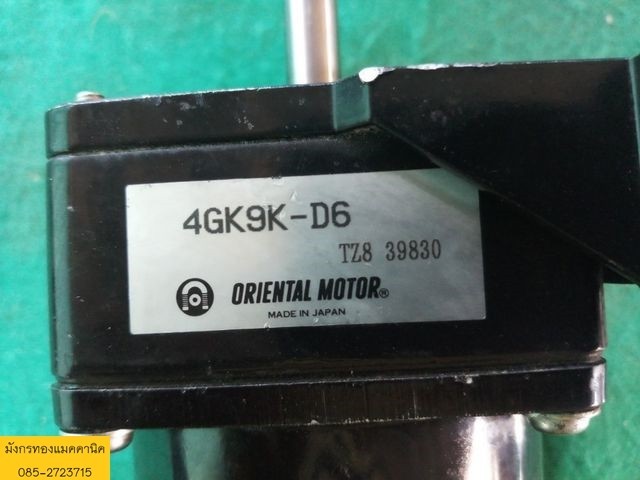 4GK9K-D6
TZ8 39830
ORIENTAL MOTOR®
MADE IN JAPAN
มังกรทองแมคคานิค
085-2723715